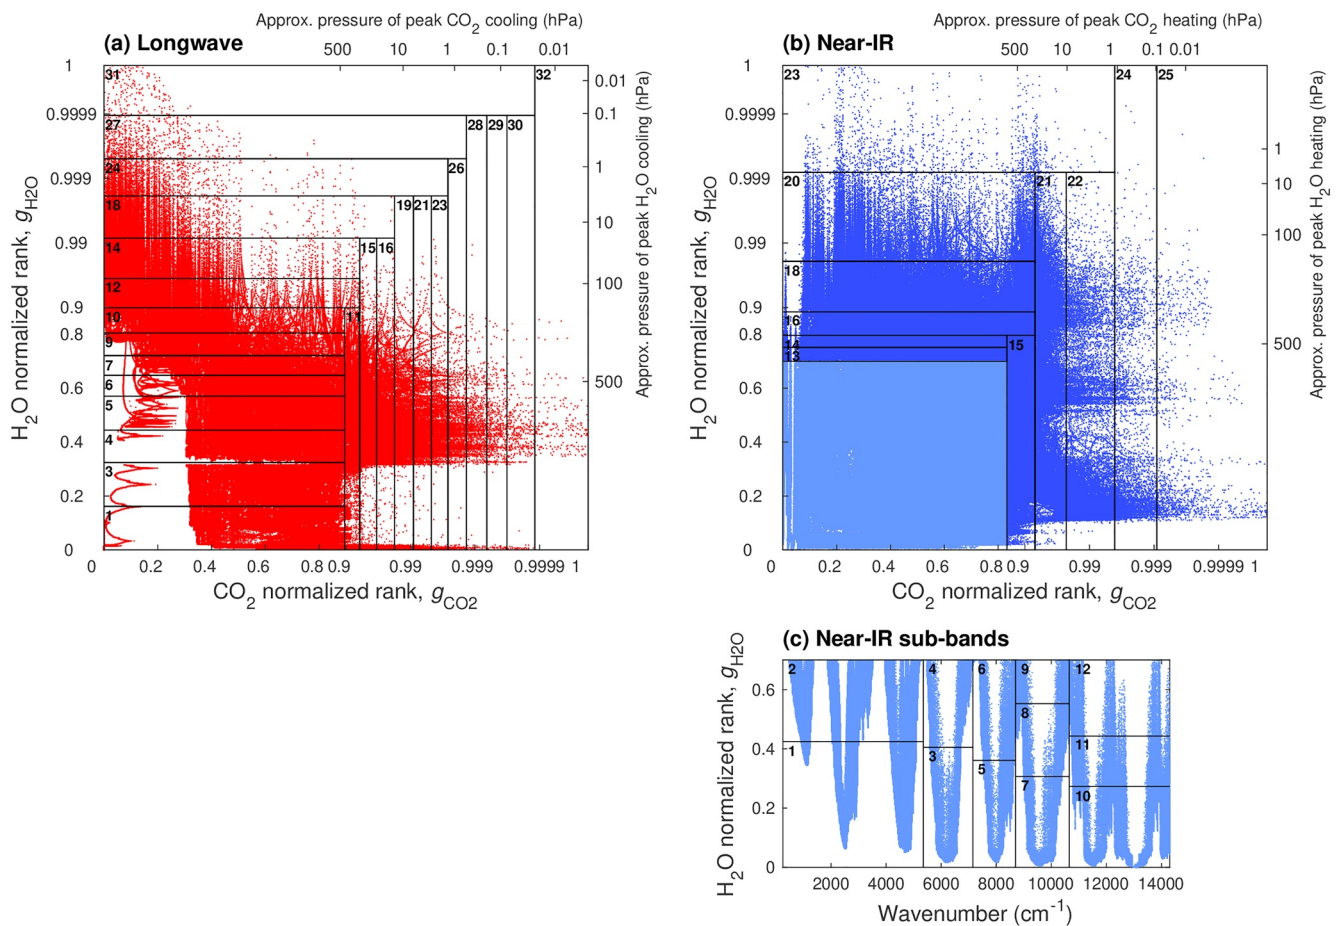 Approx. pressure of peak CO2 cooling (hPa)
(a) Longwave
500 10 1 0.1 0.01
1
0.9999
0.999
0.99
0.9
0.8
0.6
0.4
0.2
0
H2O normalized rank, gH2O
31 32
27 28 29 30
24 26
18 19 21 23
14 15 16
12
10 11
9
7
6
5
4
3
1
0.01
0.1
1
10
100
500
Approx. pressure of peak H2O cooling (hPa)
0 0.2 0.4 0.6 0.8 0.9 0.99 0.999 0.9999 1
CO2 normalized rank, gCO2
Approx. pressure of peak CO2 heating (hPa)
(b) Near-IR
500 10 1 0.1 0.01
1
0.9999
0.999
0.99
0.9
0.8
0.6
0.4
0.2
0
H2O normalized rank, gH2O
23 24 25
20 21 22
18
16
14 15
13
1
10
100
500
Approx. pressure of peak H2O heating (hPa)
0 0.2 0.4 0.6 0.8 0.9 0.99 0.999 0.9999 1
CO2 normalized rank, gCO2
(c) Near-IR sub-bands
H2O normalized rank, gH2O
0.6
0.4
0.2
0
2 4 6 9 12
8
11
1 3 5
7
10
2000 4000 6000 8000 10000 12000 14000
Wavenumber (cm-1)